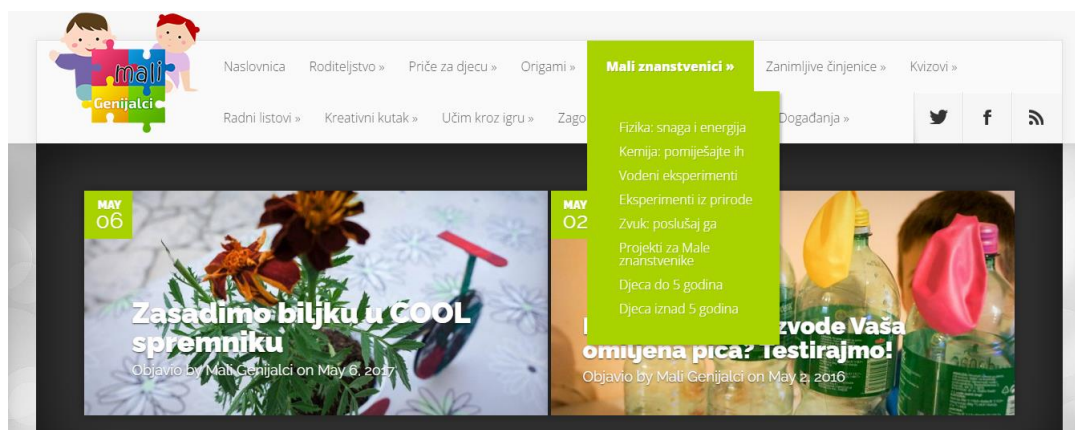 mali
Genijalci
Naslovnica Roditeljstvo » Priče za djecu » Origami » Mali znanstvenici » Zanimljive činjenice » Kvizovi »
Radni listovi » Kreativni kutak » Učim kroz igru » Zago Događanja »
Fizika: snaga i energija
Kemija: pomiješajte ih
Vodeni eksperimenti
Eksperimenti iz prirode
Zvuk: poslušaj ga
Projekti za Male
znanstvenike
Djeca do 5 godina
Djeca iznad 5 godina
MAY
06
Zasadimo biljku u COOL
spremniku
Objavio by Mali Genijalci on May 6, 2017
MAY
02
zvode Vaša
omiljena pića? Testirajmo!
Objavio by Mali Genijalci on May 2, 2016